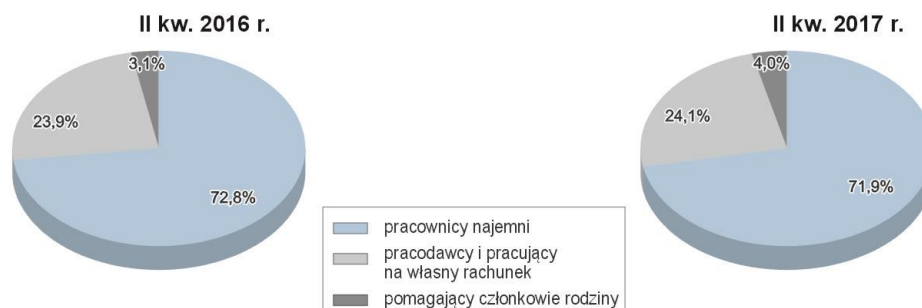 II kw. 2016 r.
3,1%
23,9%
72,8%
II kw. 2017 r.
4,0%
24,1%
71,9%
pracownicy najemni
pracodawcy i pracujący
na własny rachunek
pomagający członkowie rodziny